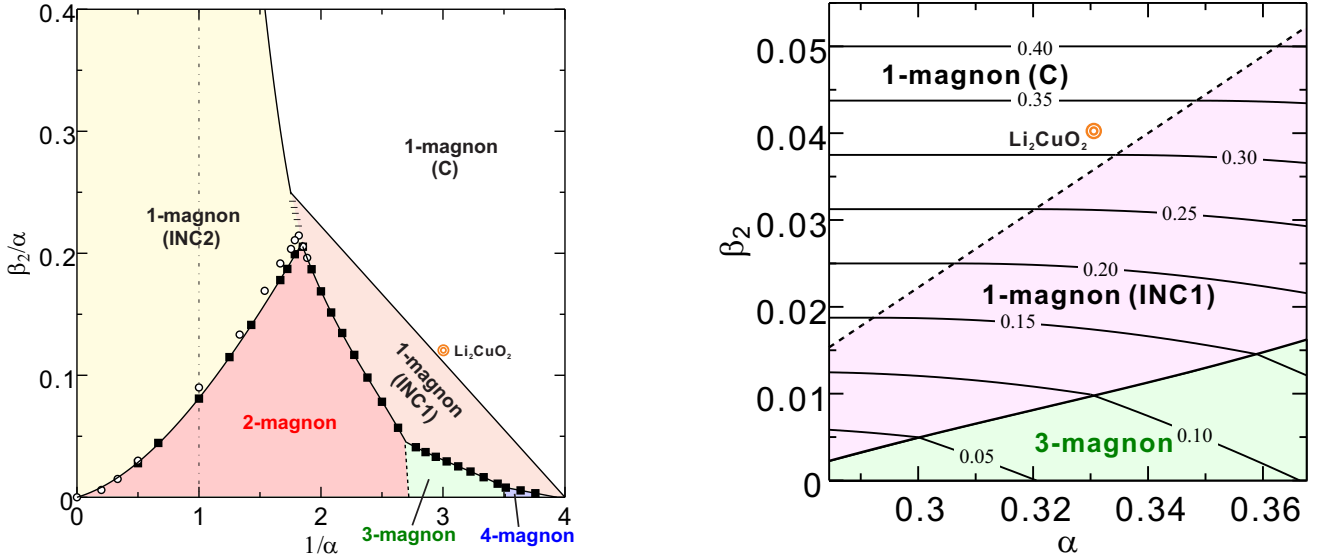 0.4
0.3
0.2
0.1
0
β₂/α
1-magnon
(C)
1-magnon
(INC2)
Li₂CuO₂
1-magnon
(INC1)
2-magnon
0 1 2 3 4
3-magnon
4-magnon
1/α
0.05
0.04
0.03
0.02
0.01
0
β₂
0.40
1-magnon (C)
0.35
Li₂CuO₂
0.30
0.25
0.20
1-magnon (INC1)
0.15
3-magnon
0.10
0.05
0.3 0.32 0.34 0.36
α